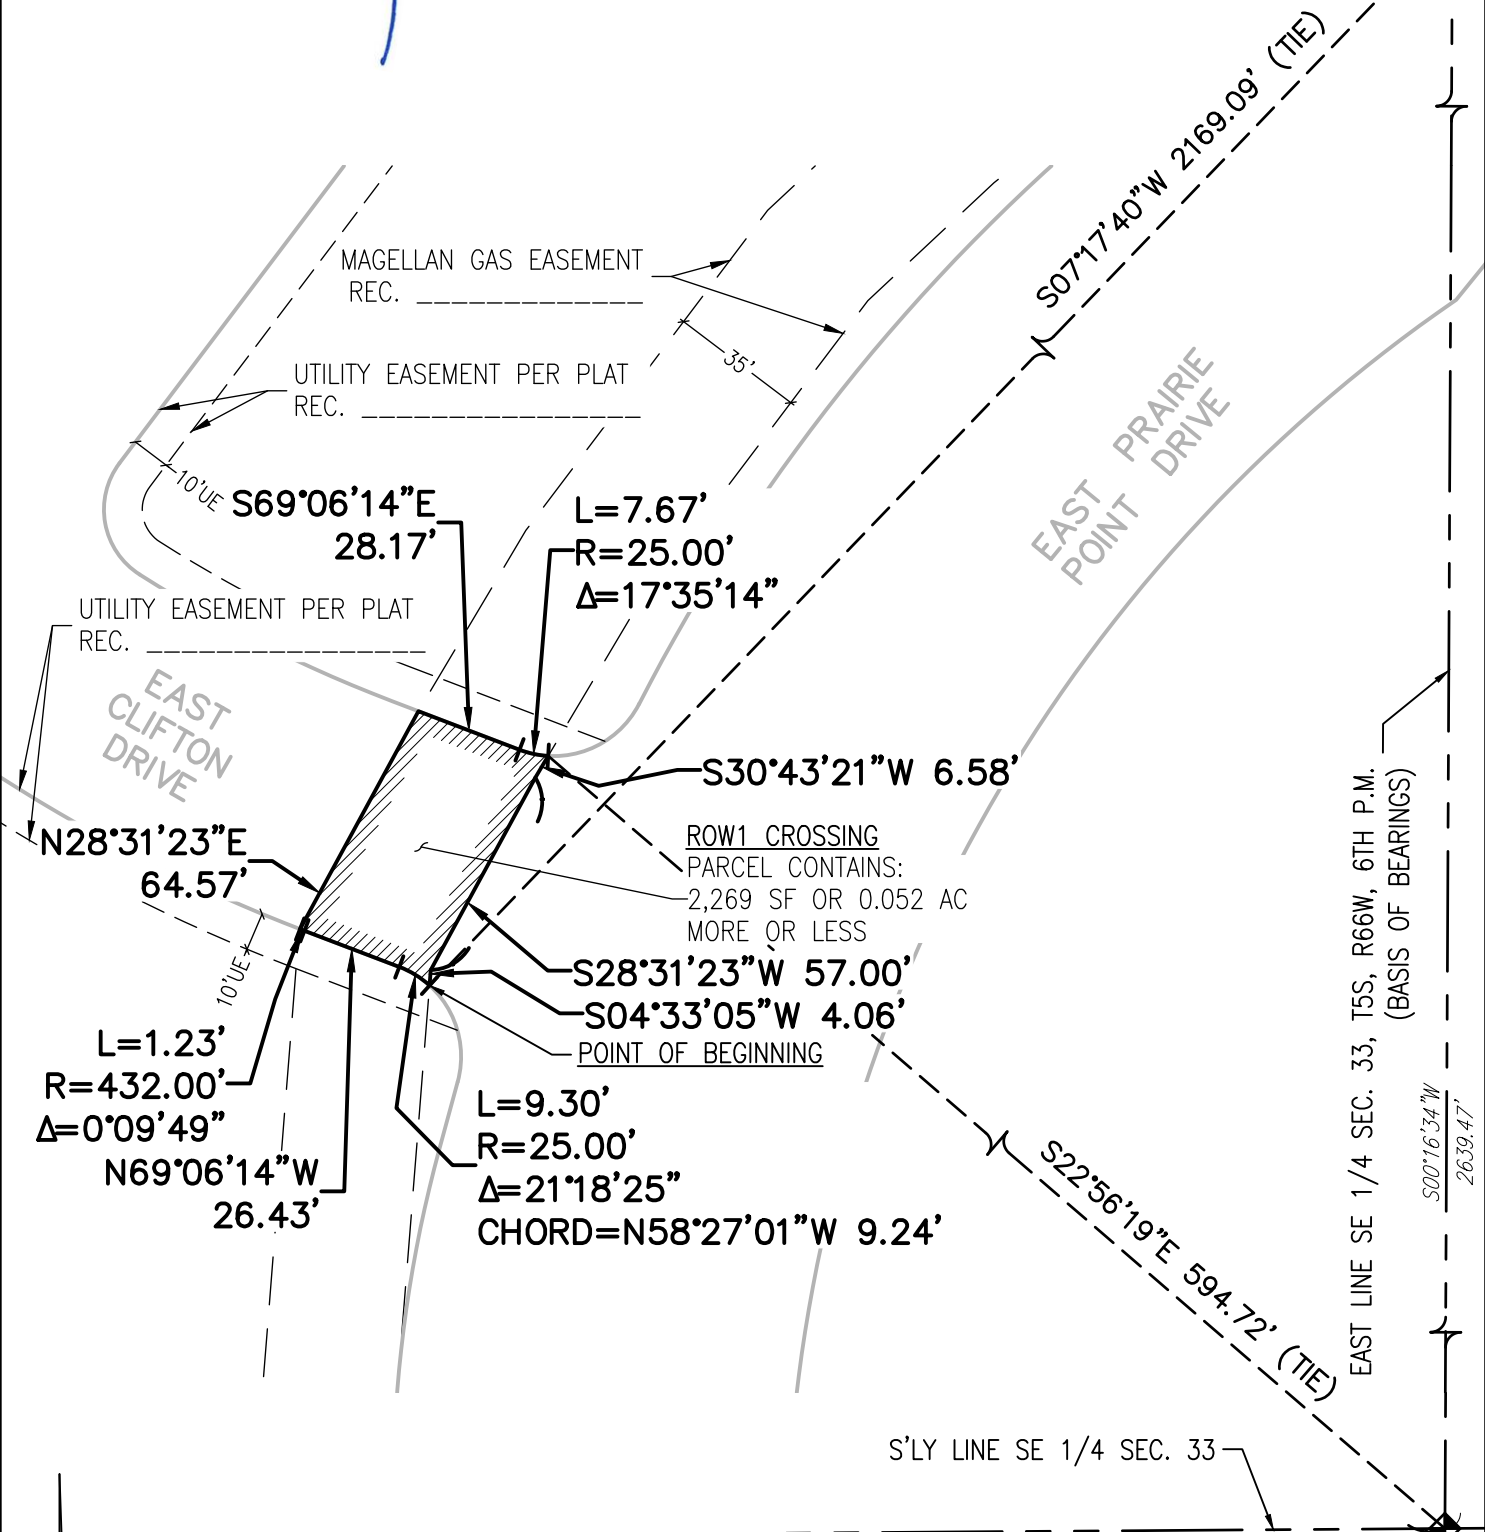 S07°17'40"W 2169.09' (TIE)
MAGELLAN GAS EASEMENT
REC. _____________
35'
UTILITY EASEMENT PER PLAT
REC. ________________
10'UE
S69°06'14"E
28.17'
L=7.67'
R=25.00'
Δ=17°35'14"
EAST PRAIRIE
POINT DRIVE
UTILITY EASEMENT PER PLAT
REC. ________________
EAST
CLIFTON
DRIVE
S30°43'21"W 6.58'
N28°31'23"E
64.57'
ROW1 CROSSING
PARCEL CONTAINS:
2,269 SF OR 0.052 AC
MORE OR LESS
10'UE
S28°31'23"W 57.00'
S04°33'05"W 4.06'
POINT OF BEGINNING
L=1.23'
R=432.00'
Δ=0°09'49"
N69°06'14"W
26.43'
L=9.30'
R=25.00'
Δ=21°18'25"
CHORD=N58°27'01"W 9.24'
S22°56'19"E 594.72' (TIE)
EAST LINE SE 1/4 SEC. 33, T5S, R66W, 6TH P.M.
(BASIS OF BEARINGS)
S00°16'34"W
2639.47'
S'LY LINE SE 1/4 SEC. 33